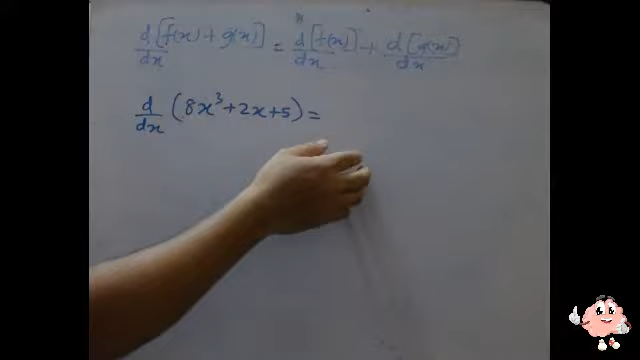 d/dx [f(x) + g(x)] = d/dx [f(x)] + d/dx [g(x)]
d/dx (8x³+2x+5) =